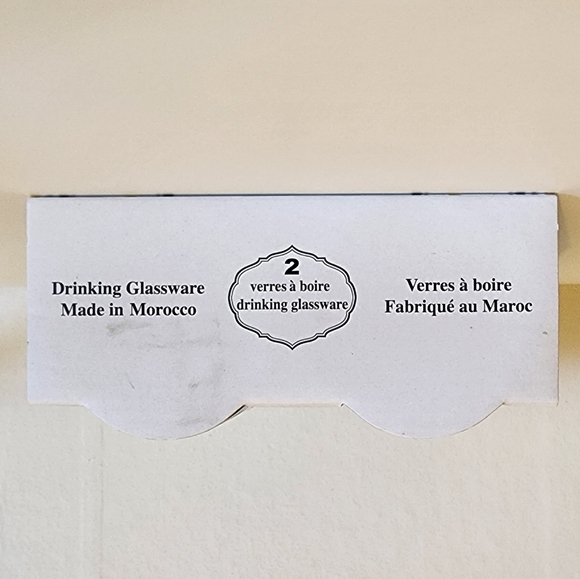 Drinking Glassware
Made in Morocco
2
verres à boire
drinking glassware
Verres à boire
Fabriqué au Maroc